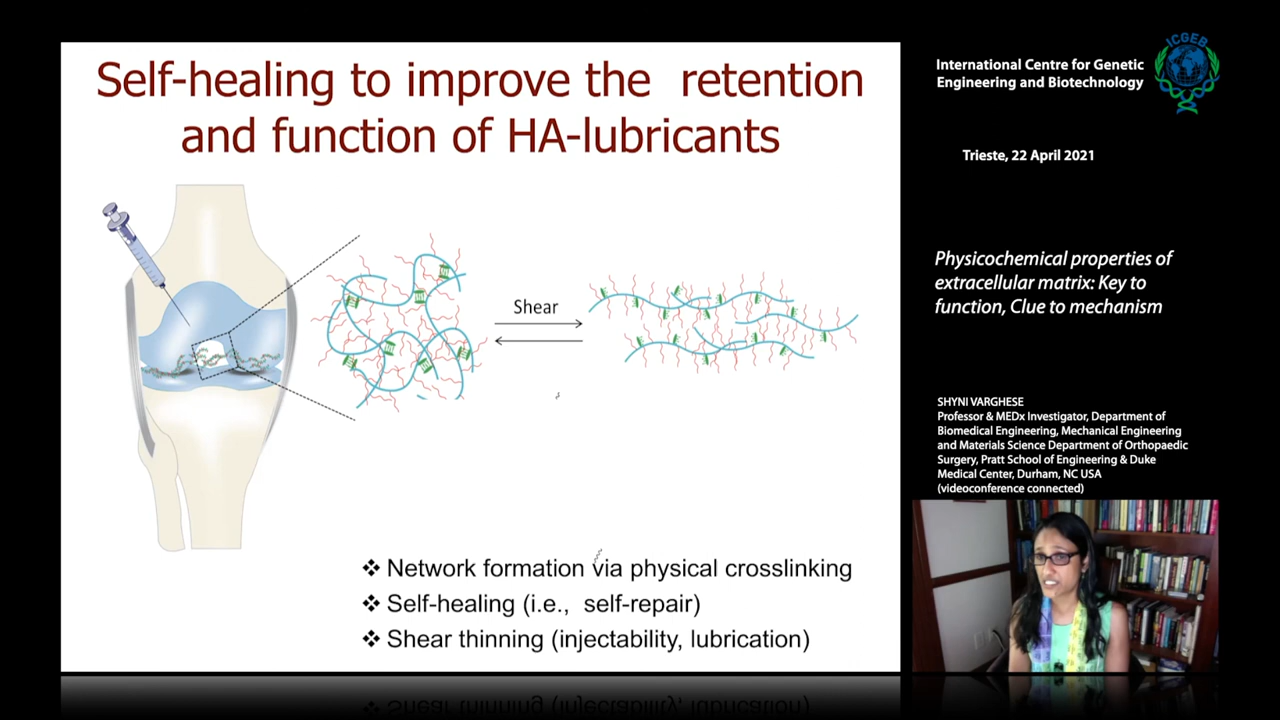 Self-healing to improve the retention
and function of HA-lubricants
Shear
❖ Network formation via physical crosslinking
❖ Self-healing (i.e., self-repair)
❖ Shear thinning (injectability, lubrication)
International Centre for Genetic
Engineering and Biotechnology
ICGEB
Trieste, 22 April 2021
Physicochemical properties of
extracellular matrix: Key to
function, Clue to mechanism
SHYNI VARGHESE
Professor & MEDx Investigator, Department of
Biomedical Engineering, Mechanical Engineering
and Materials Science Department of Orthopaedic
Surgery, Pratt School of Engineering & Duke
Medical Center, Durham, NC USA
(videoconference connected)